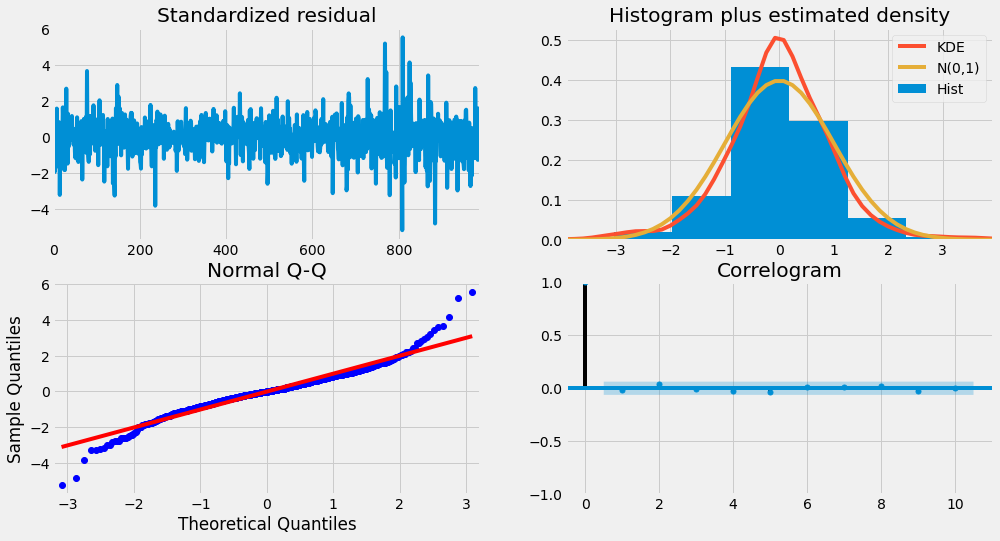 Standardized residual
6
4
2
0
−2
−4
0 200 400 600 800
Histogram plus estimated density
0.5
0.4
0.3
0.2
0.1
0.0
KDE
N(0,1)
Hist
−3 −2 −1 0 1 2 3
Normal Q-Q
Sample Quantiles
6
4
2
0
−2
−4
−3 −2 −1 0 1 2 3
Theoretical Quantiles
Correlogram
1.0
0.5
0.0
−0.5
−1.0
0 2 4 6 8 10